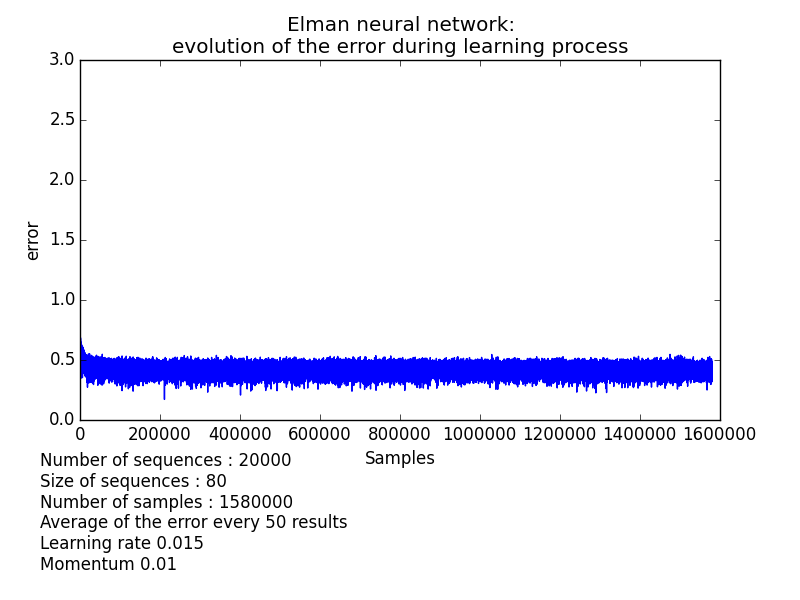 Elman neural network:
evolution of the error during learning process
3.0
2.5
2.0
1.5
1.0
0.5
0.0
error
0 200000 400000 600000 800000 1000000 1200000 1400000 1600000
Samples
Number of sequences : 20000
Size of sequences : 80
Number of samples : 1580000
Average of the error every 50 results
Learning rate 0.015
Momentum 0.01